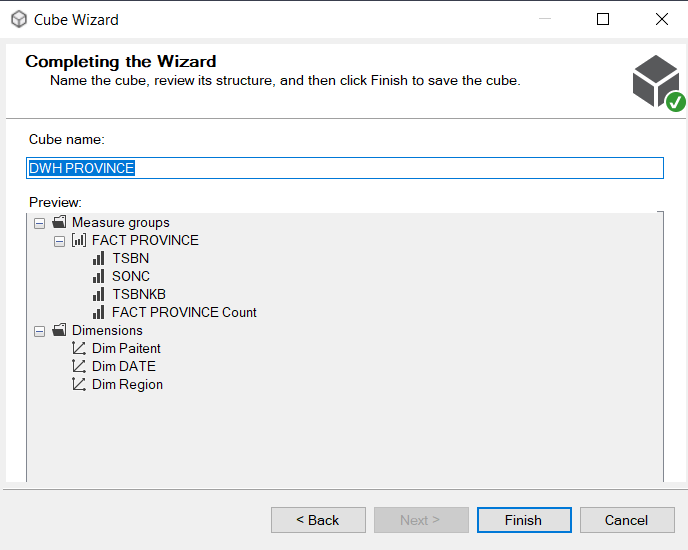 Cube Wizard
Completing the Wizard
Name the cube, review its structure, and then click Finish to save the cube.
Cube name:
DWH PROVINCE
Preview:
Measure groups
FACT PROVINCE
TSBN
SONC
TSBNKB
FACT PROVINCE Count
Dimensions
Dim Paitent
Dim DATE
Dim Region
< Back
Next >
Finish
Cancel